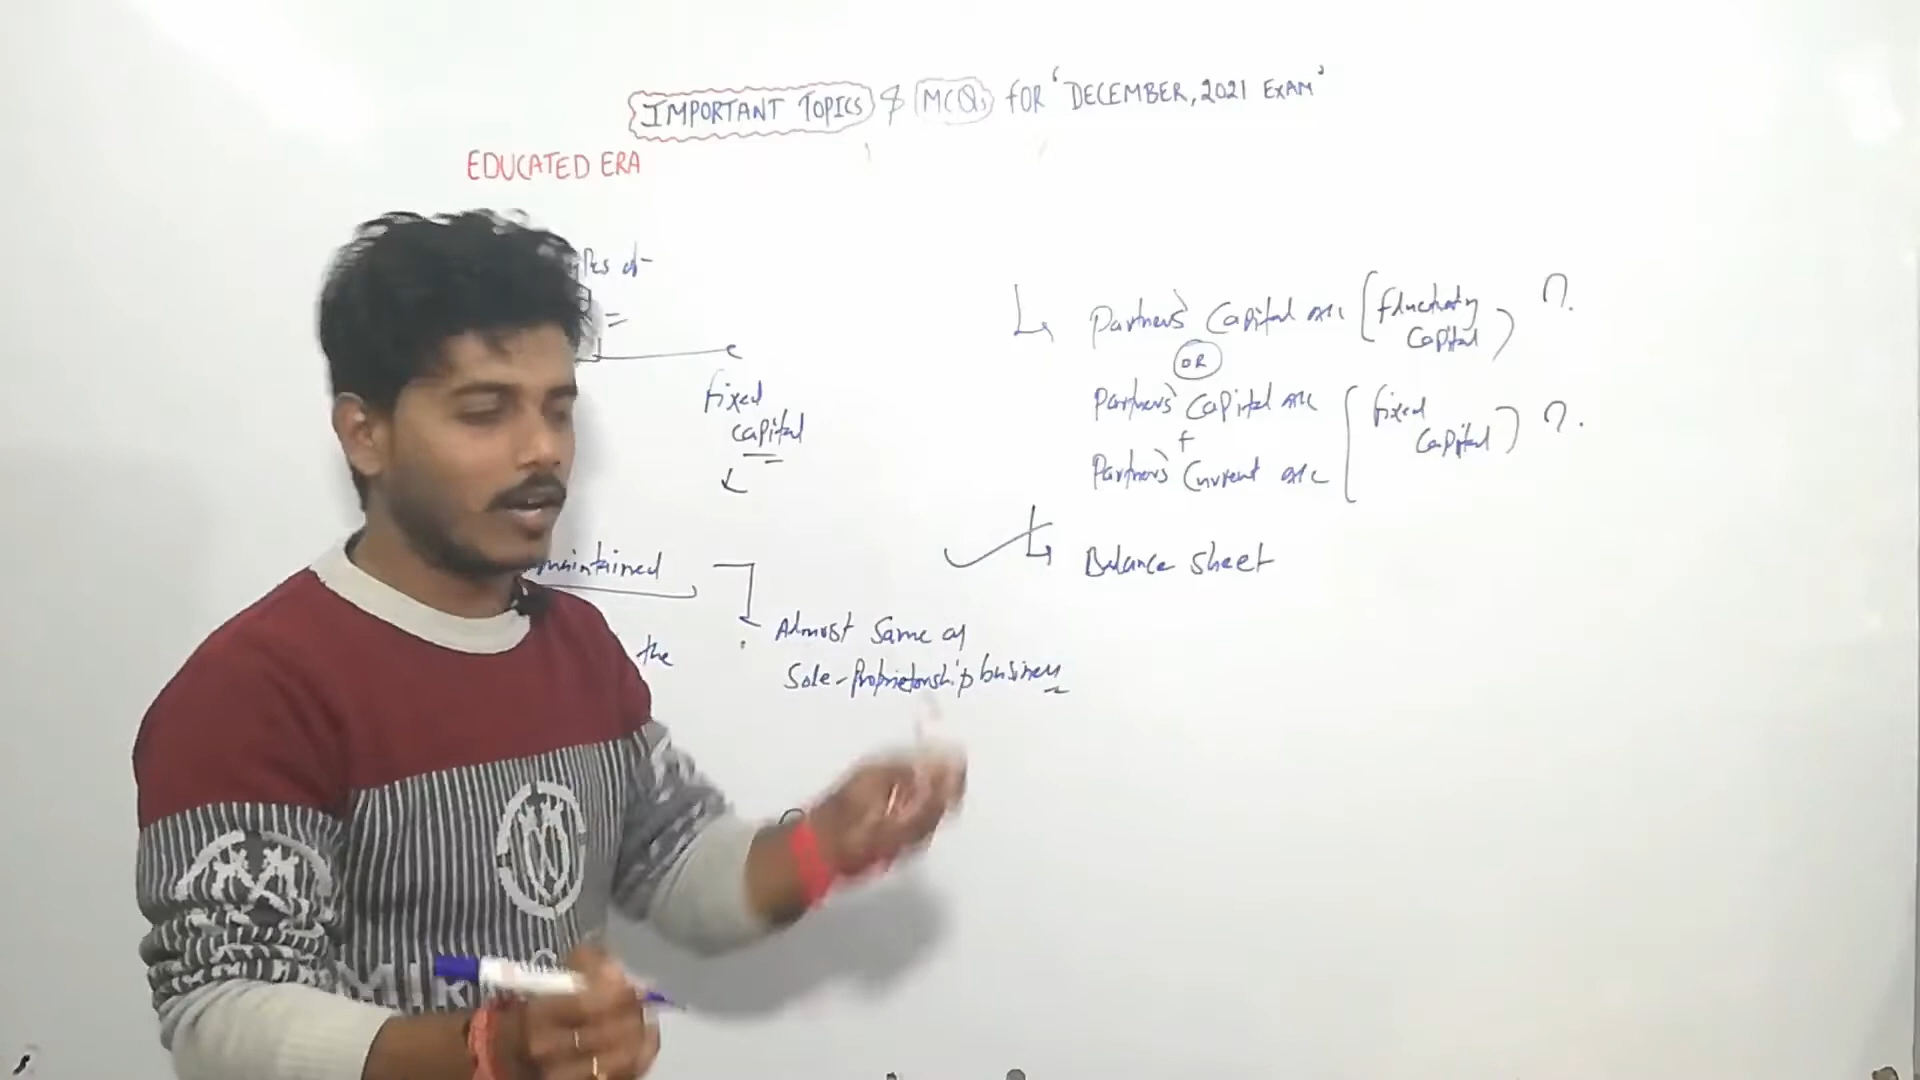 IMPORTANT TOPICS & MCQs FOR 'DECEMBER, 2021 EXAM'
EDUCATED ERA
of
=
fixed
capital
maintained
the
Almost same as
Sole-Proprietorship business
Partners' Capital A/c (fluctuating
Capital) ?
OR
Partners' Capital A/c
+
Partners' Current A/c
(fixed
Capital) ?
Balance sheet